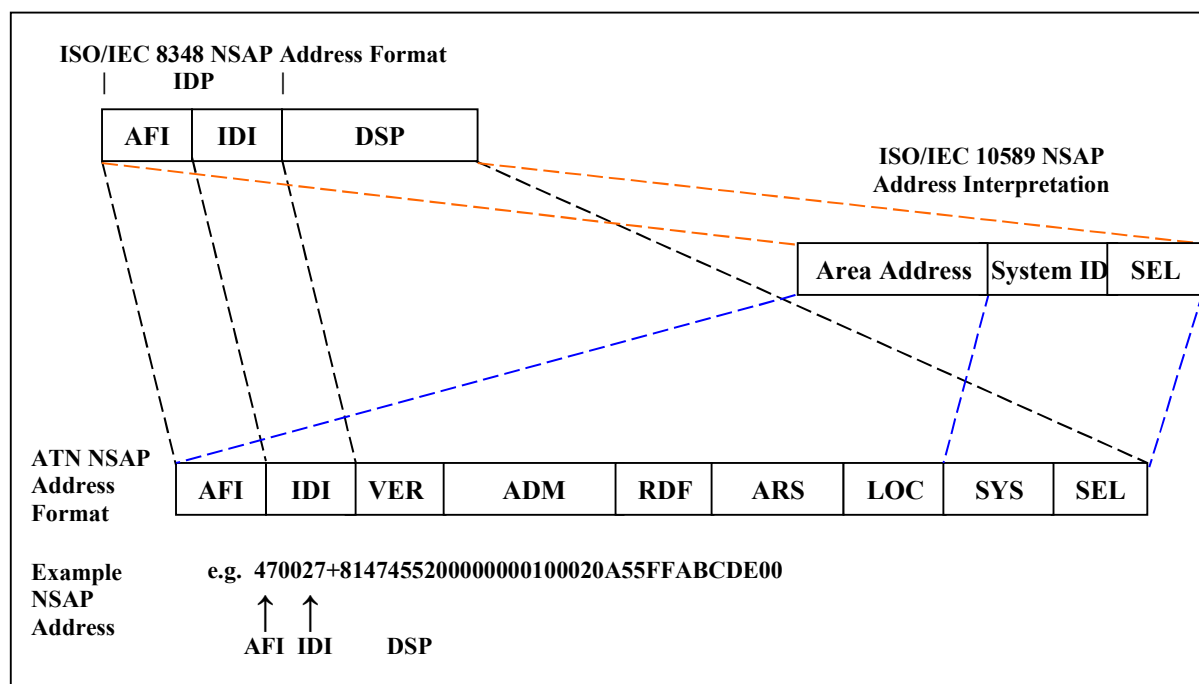 ISO/IEC 8348 NSAP Address Format
| IDP |
AFI IDI DSP
ISO/IEC 10589 NSAP
Address Interpretation
Area Address System ID SEL
ATN NSAP
Address
Format
AFI IDI VER ADM RDF ARS LOC SYS SEL
Example
NSAP
Address
e.g. 470027+8147455200000000100020A55FFABCDE00
AFI IDI DSP